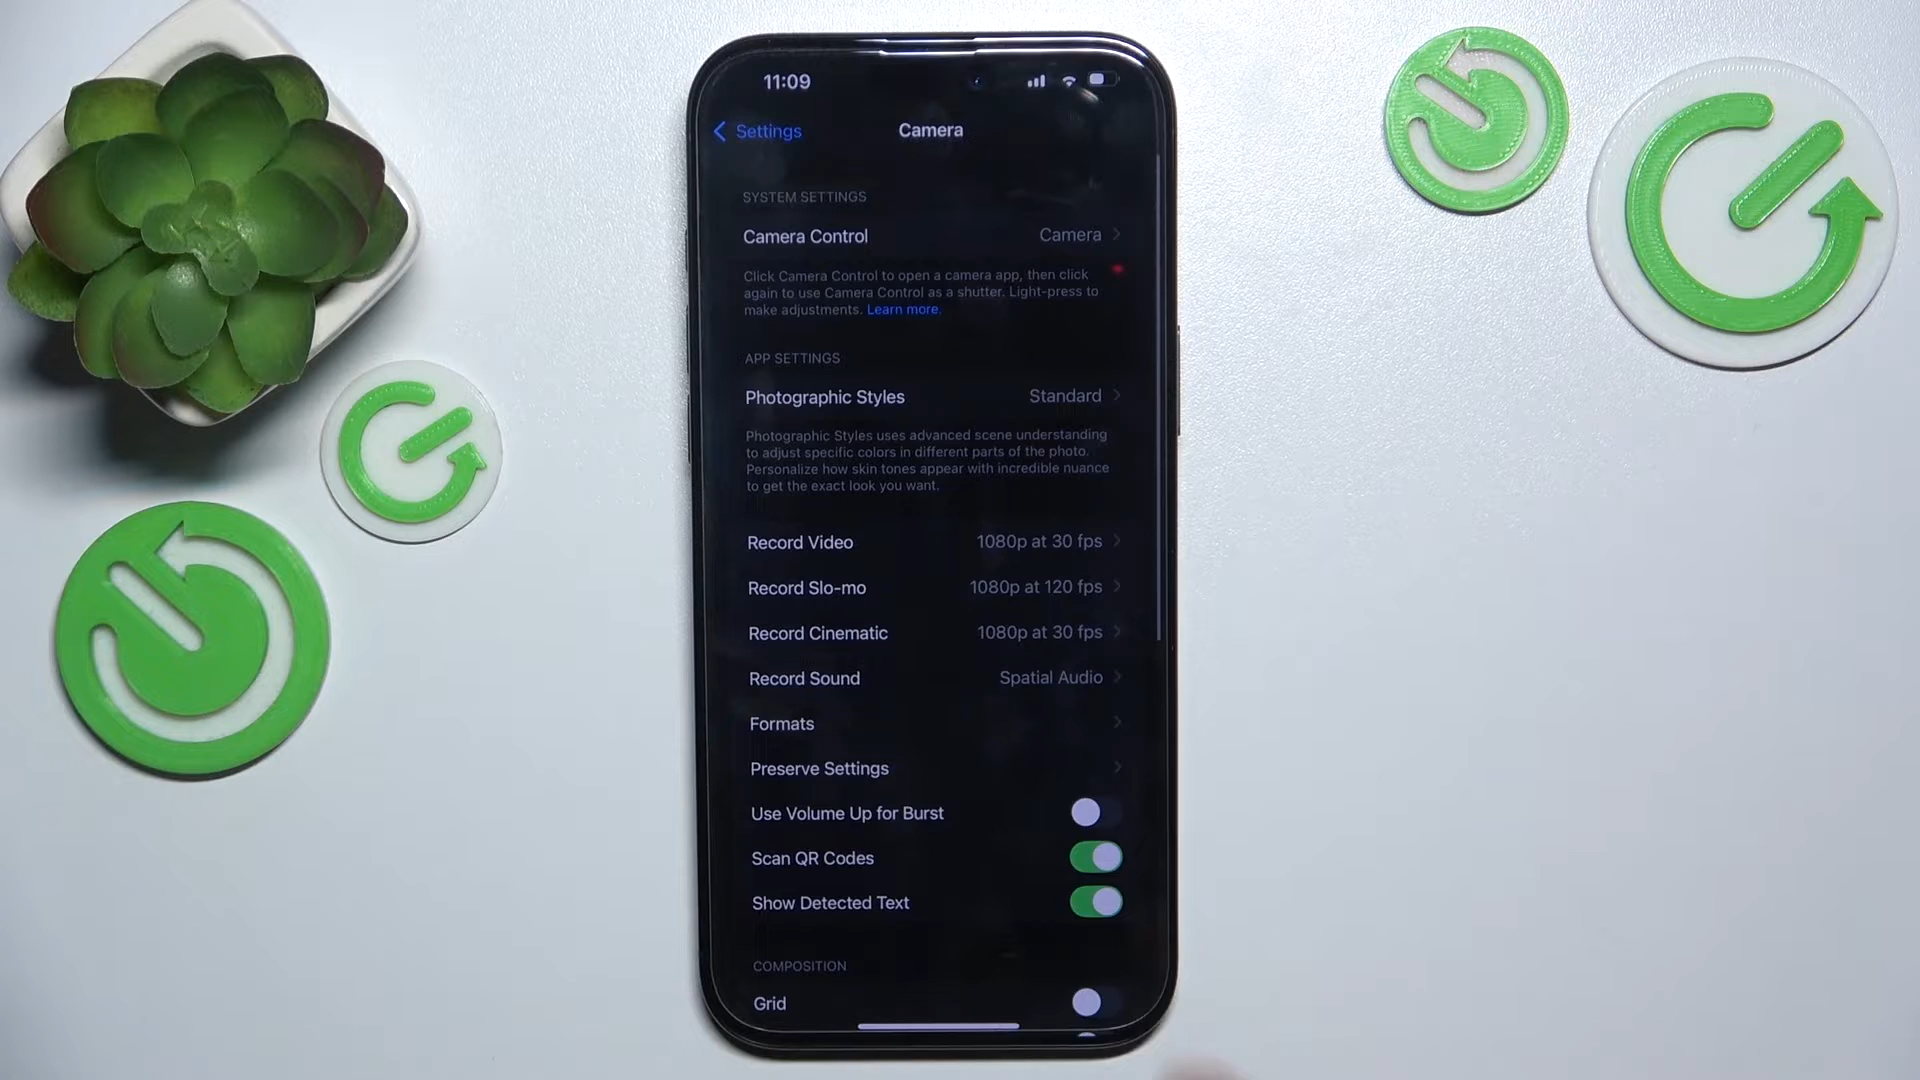 11:09
Settings
Camera
SYSTEM SETTINGS
Camera Control
Camera
Click Camera Control to open a camera app, then click
again to use Camera Control as a shutter. Light-press to
make adjustments. Learn more.
APP SETTINGS
Photographic Styles
Standard
Photographic Styles uses advanced scene understanding
to adjust specific colors in different parts of the photo.
Personalize how skin tones appear with incredible nuance
to get the exact look you want.
Record Video
1080p at 30 fps
Record Slo-mo
1080p at 120 fps
Record Cinematic
1080p at 30 fps
Record Sound
Spatial Audio
Formats
Preserve Settings
Use Volume Up for Burst
Scan QR Codes
Show Detected Text
COMPOSITION
Grid